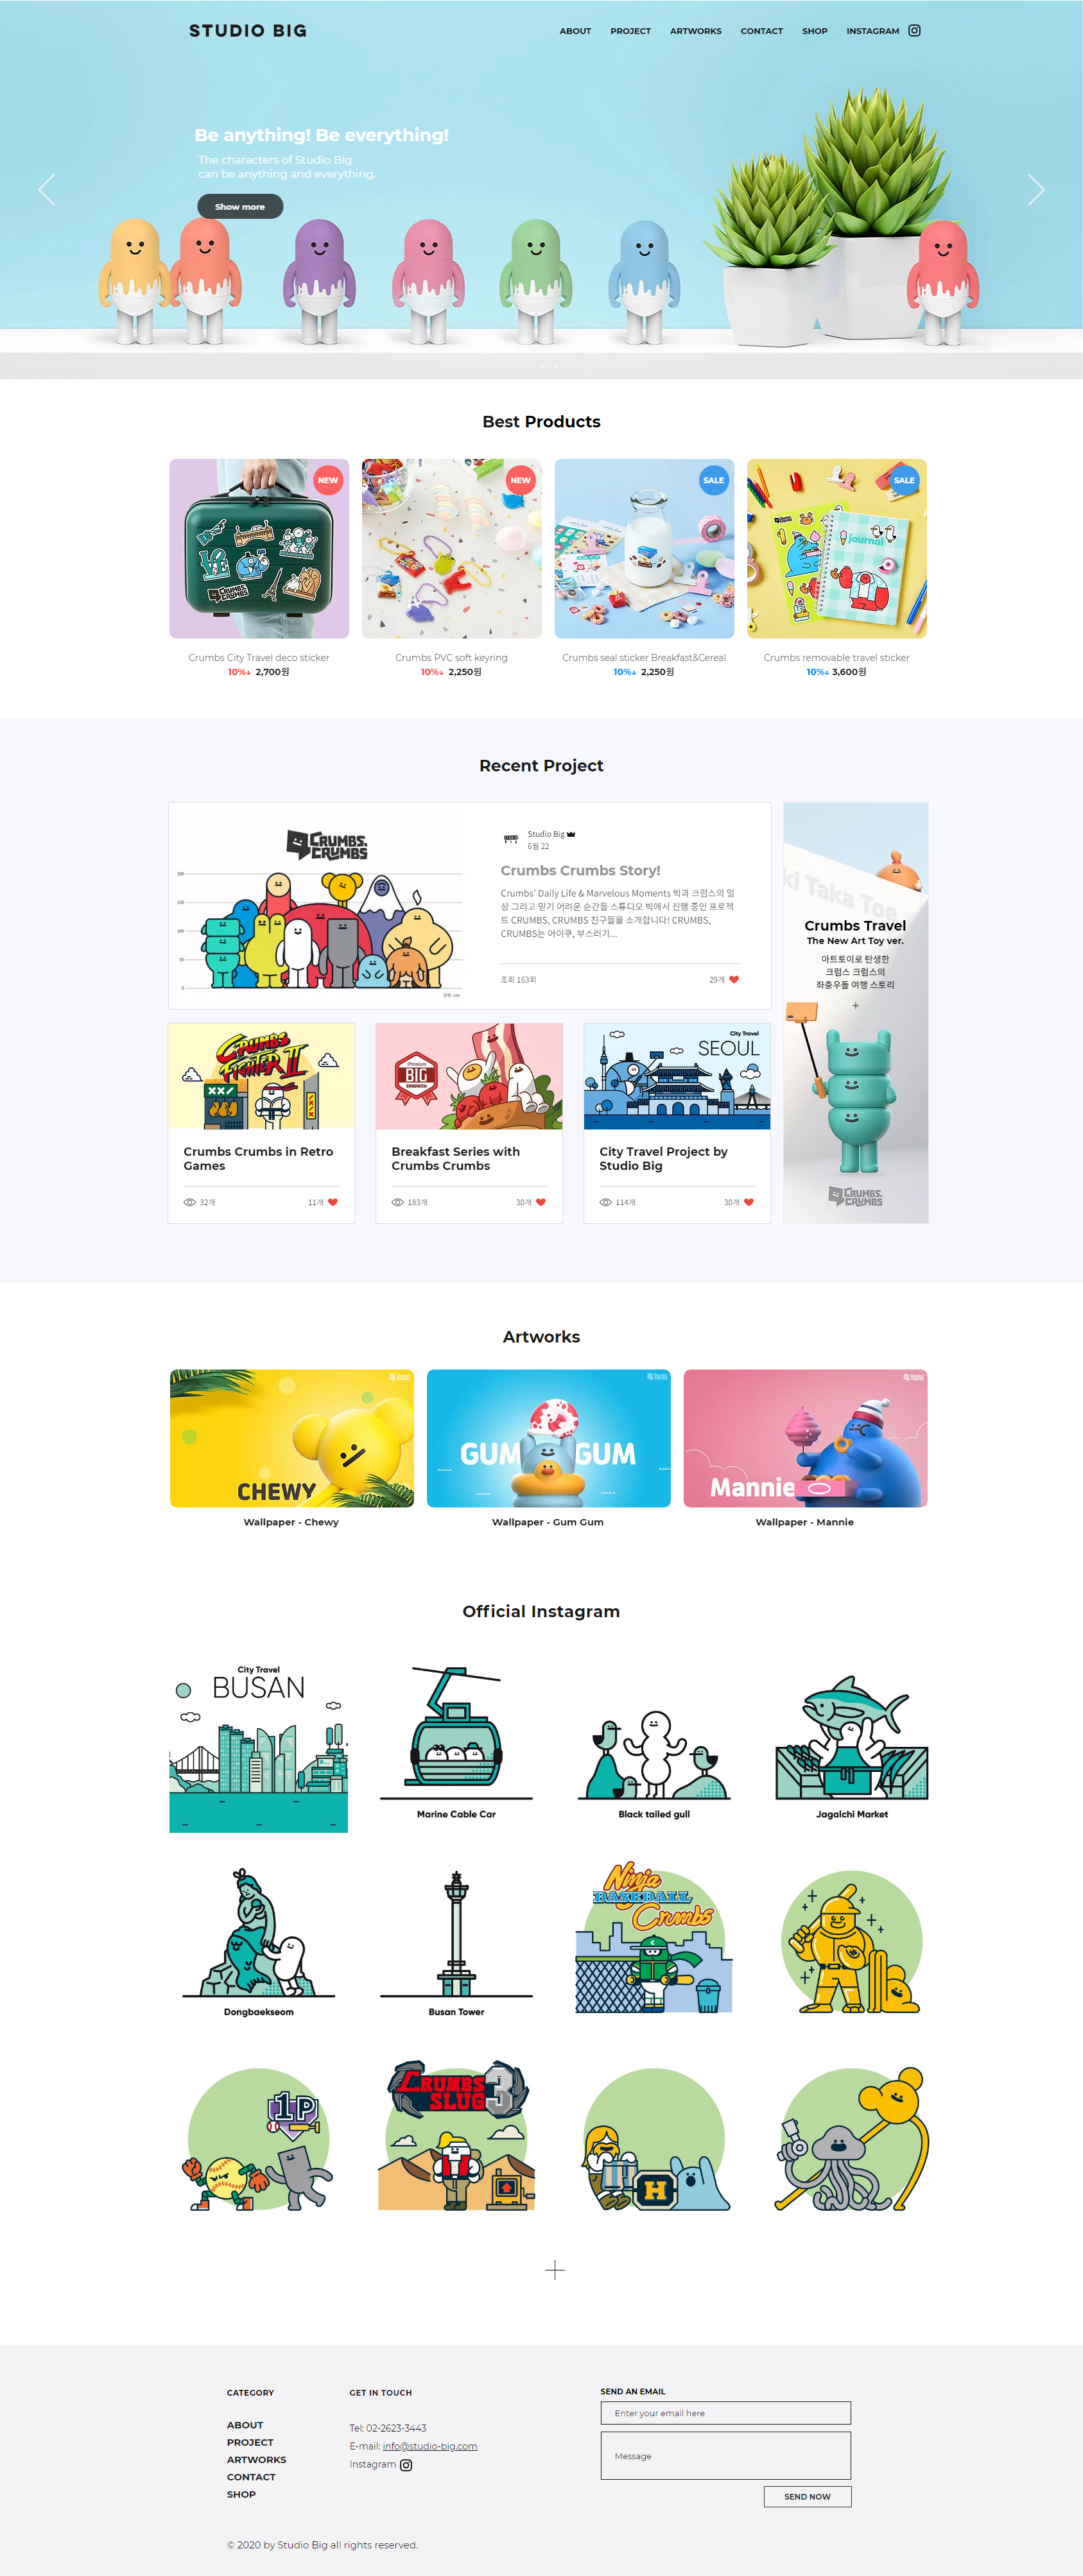 STUDIO BIG
ABOUT PROJECT ARTWORKS CONTACT SHOP INSTAGRAM
Be anything! Be everything!
The characters of Studio Big
can be anything and everything.
Show more
Best Products
NEW
NEW
SALE
SALE
CRUMBS CRUMBS
journal
Crumbs City Travel deco sticker
10%↓ 2,700원
Crumbs PVC soft keyring
10%↓ 2,250원
Crumbs seal sticker Breakfast&Cereal
10%↓ 2,250원
Crumbs removable travel sticker
10%↓ 3,600원
Recent Project
CRUMBS, CRUMBS
Studio Big
6월 22
Crumbs Crumbs Story!
Crumbs' Daily Life & Marvelous Moments 빅과 크럼스의 일
상 그리고 믿기 어려운 순간들 스튜디오 빅에서 진행 중인 프로젝
트 CRUMBS, CRUMBS 친구들을 소개합니다! CRUMBS,
CRUMBS는 어이쿠, 부스러기...
조회 163회
29개
ki Taka Toe
Crumbs Travel
The New Art Toy ver.
아트토이로 탄생한
크럼스 크럼스의
좌충우돌 여행 스토리
+
CRUMBS, CRUMBS
CRUMBS FIGHTER II
Crumbs Crumbs in Retro
Games
32개
11개
BIG
SANDWICH
Breakfast Series with
Crumbs Crumbs
183개
30개
City Travel
SEOUL
City Travel Project by
Studio Big
114개
30개
Artworks
CHEWY
GUM GUM
Mannie
Wallpaper - Chewy
Wallpaper - Gum Gum
Wallpaper - Mannie
Official Instagram
City Travel
BUSAN
Marine Cable Car
Black tailed gull
Jagalchi Market
Dongbaekseom
Busan Tower
Ninja
BASEBALL
Crumbs
1P
CRUMBS
SLUG 3
H
CATEGORY
ABOUT
PROJECT
ARTWORKS
CONTACT
SHOP
GET IN TOUCH
Tel: 02-2623-3443
E-mail: info@studio-big.com
Instagram
SEND AN EMAIL
Enter your email here
Message
SEND NOW
© 2020 by Studio Big all rights reserved.